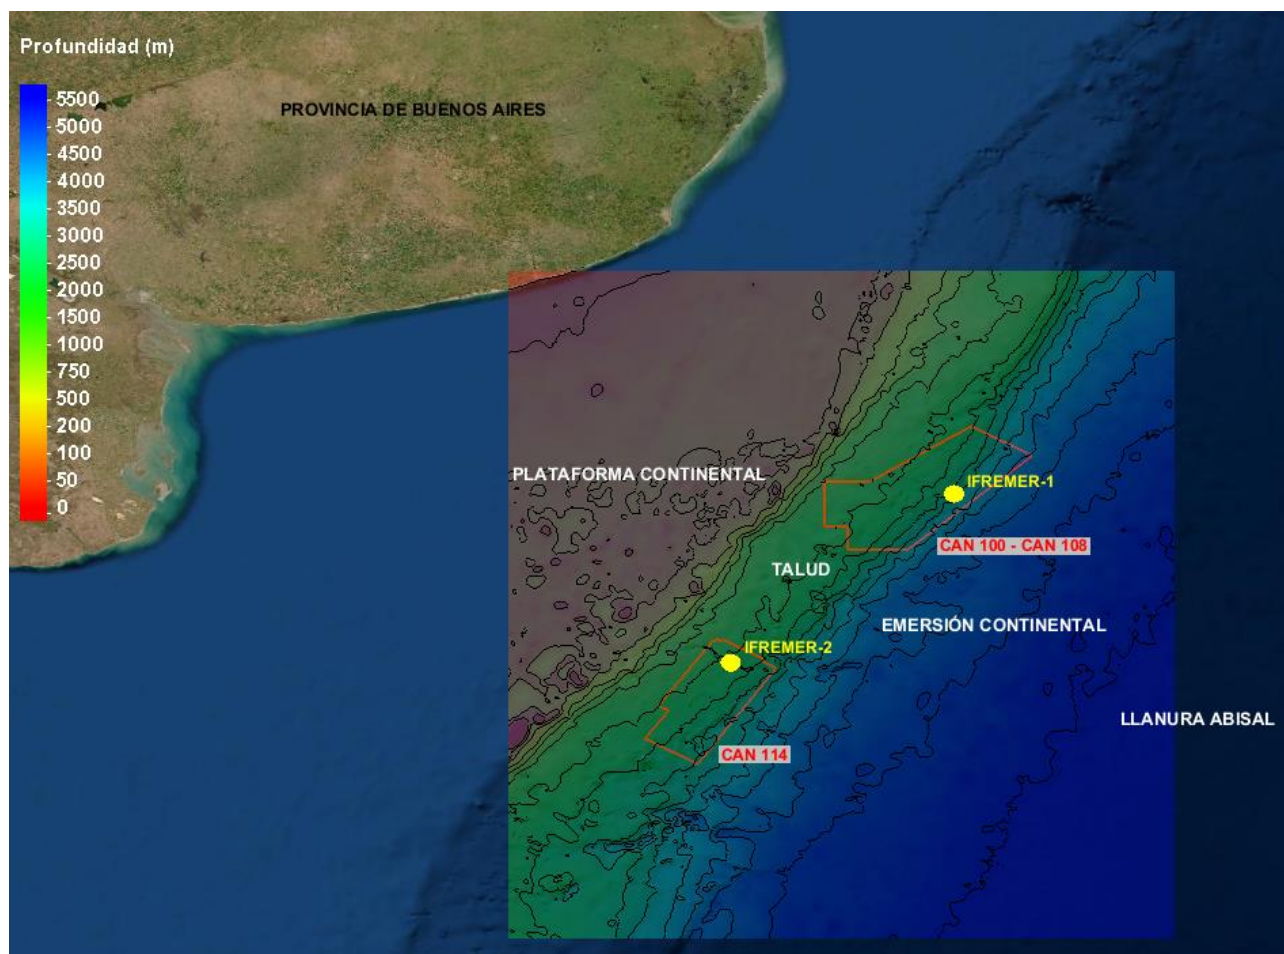 Profundidad (m)
5500
5000
4500
4000
3500
3000
2500
2000
1500
1000
750
500
200
100
50
0
PROVINCIA DE BUENOS AIRES
PLATAFORMA CONTINENTAL
IFREMER-1
CAN 100 - CAN 108
TALUD
EMERSIÓN CONTINENTAL
IFREMER-2
LLANURA ABISAL
CAN 114